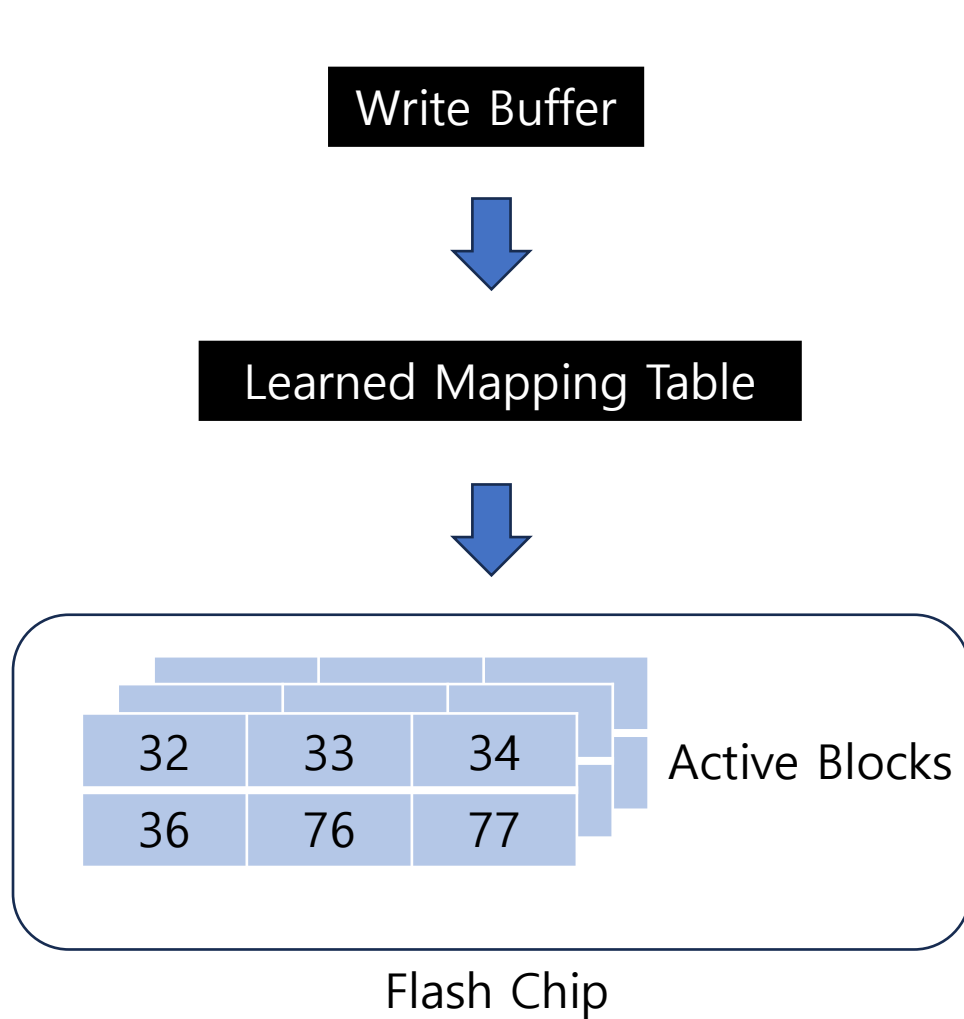 Write Buffer
Learned Mapping Table
32 33 34
36 76 77
Active Blocks
Flash Chip